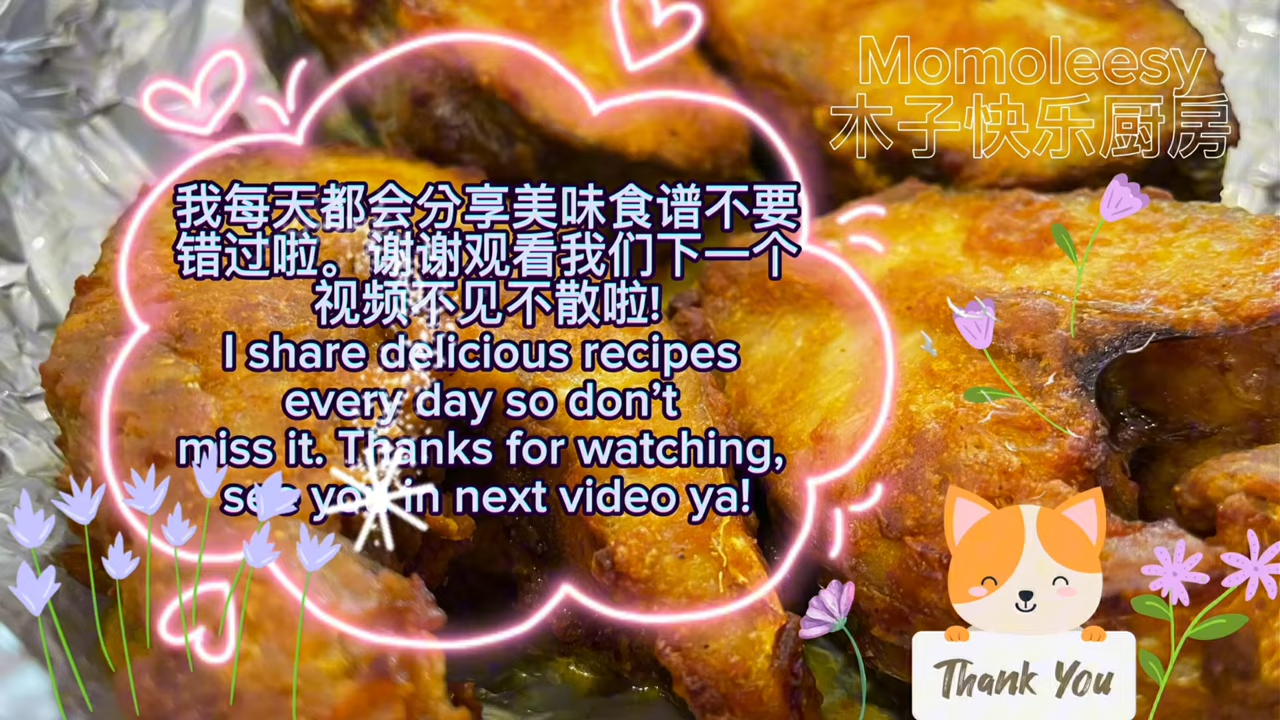 Momoleesy
木子快乐厨房
我每天都会分享美味食谱不要
错过啦。谢谢观看我们下一个
视频不见不散啦!
I share delicious recipes
every day so don't
miss it. Thanks for watching,
see you in next video ya!
Thank You